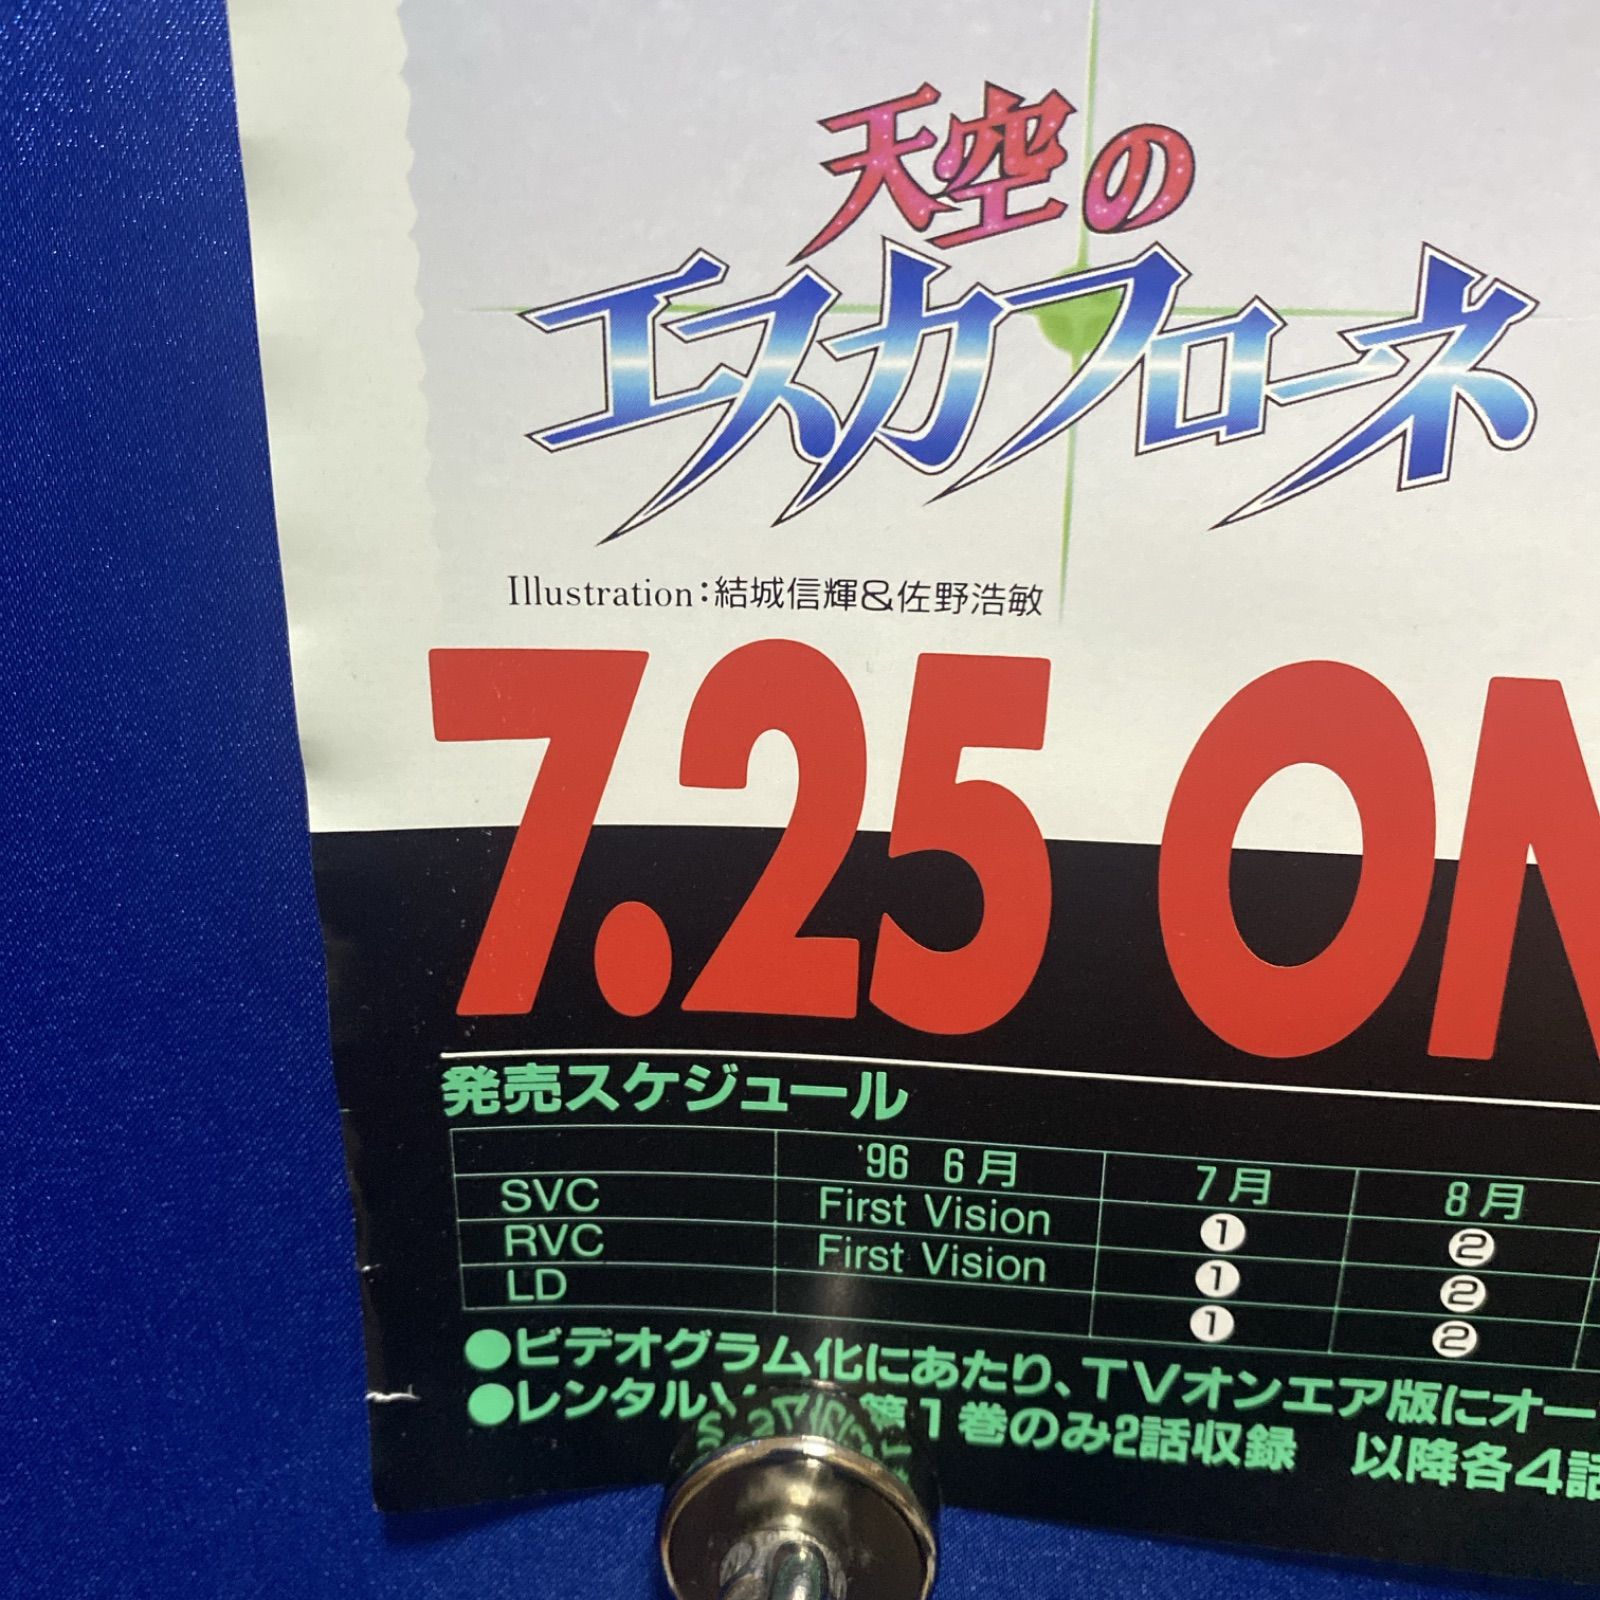 天空の
エスカフローネ
Illustration:結城信輝&佐野浩敏
7.25 ON
発売スケジュール
'96 6月 7月 8月
SVC First Vision ① ②
RVC First Vision ① ②
LD ① ②
●ビデオグラム化にあたり、TVオンエア版にオー
●レンタル 第1巻のみ2話収録 以降各4話